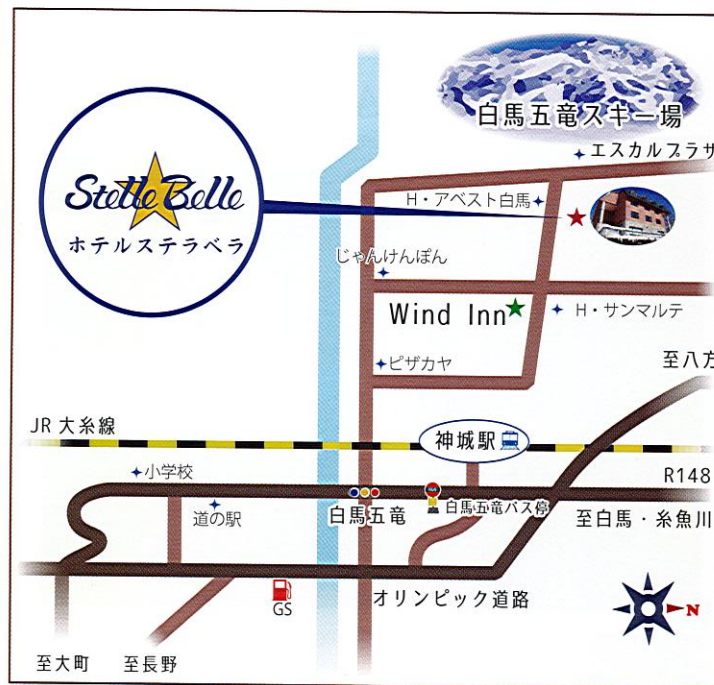 白馬五竜スキー場
エスカルプラザ
Stelle Belle
ホテルステラベラ
H・アベスト白馬
じゃんけんぽん
Wind Inn
H・サンマルテ
ピザカヤ
至八方
JR 大糸線
神城駅
小学校
R148
道の駅
白馬五竜
白馬五竜バス停
至白馬・糸魚川
GS
オリンピック道路
N
至大町
至長野